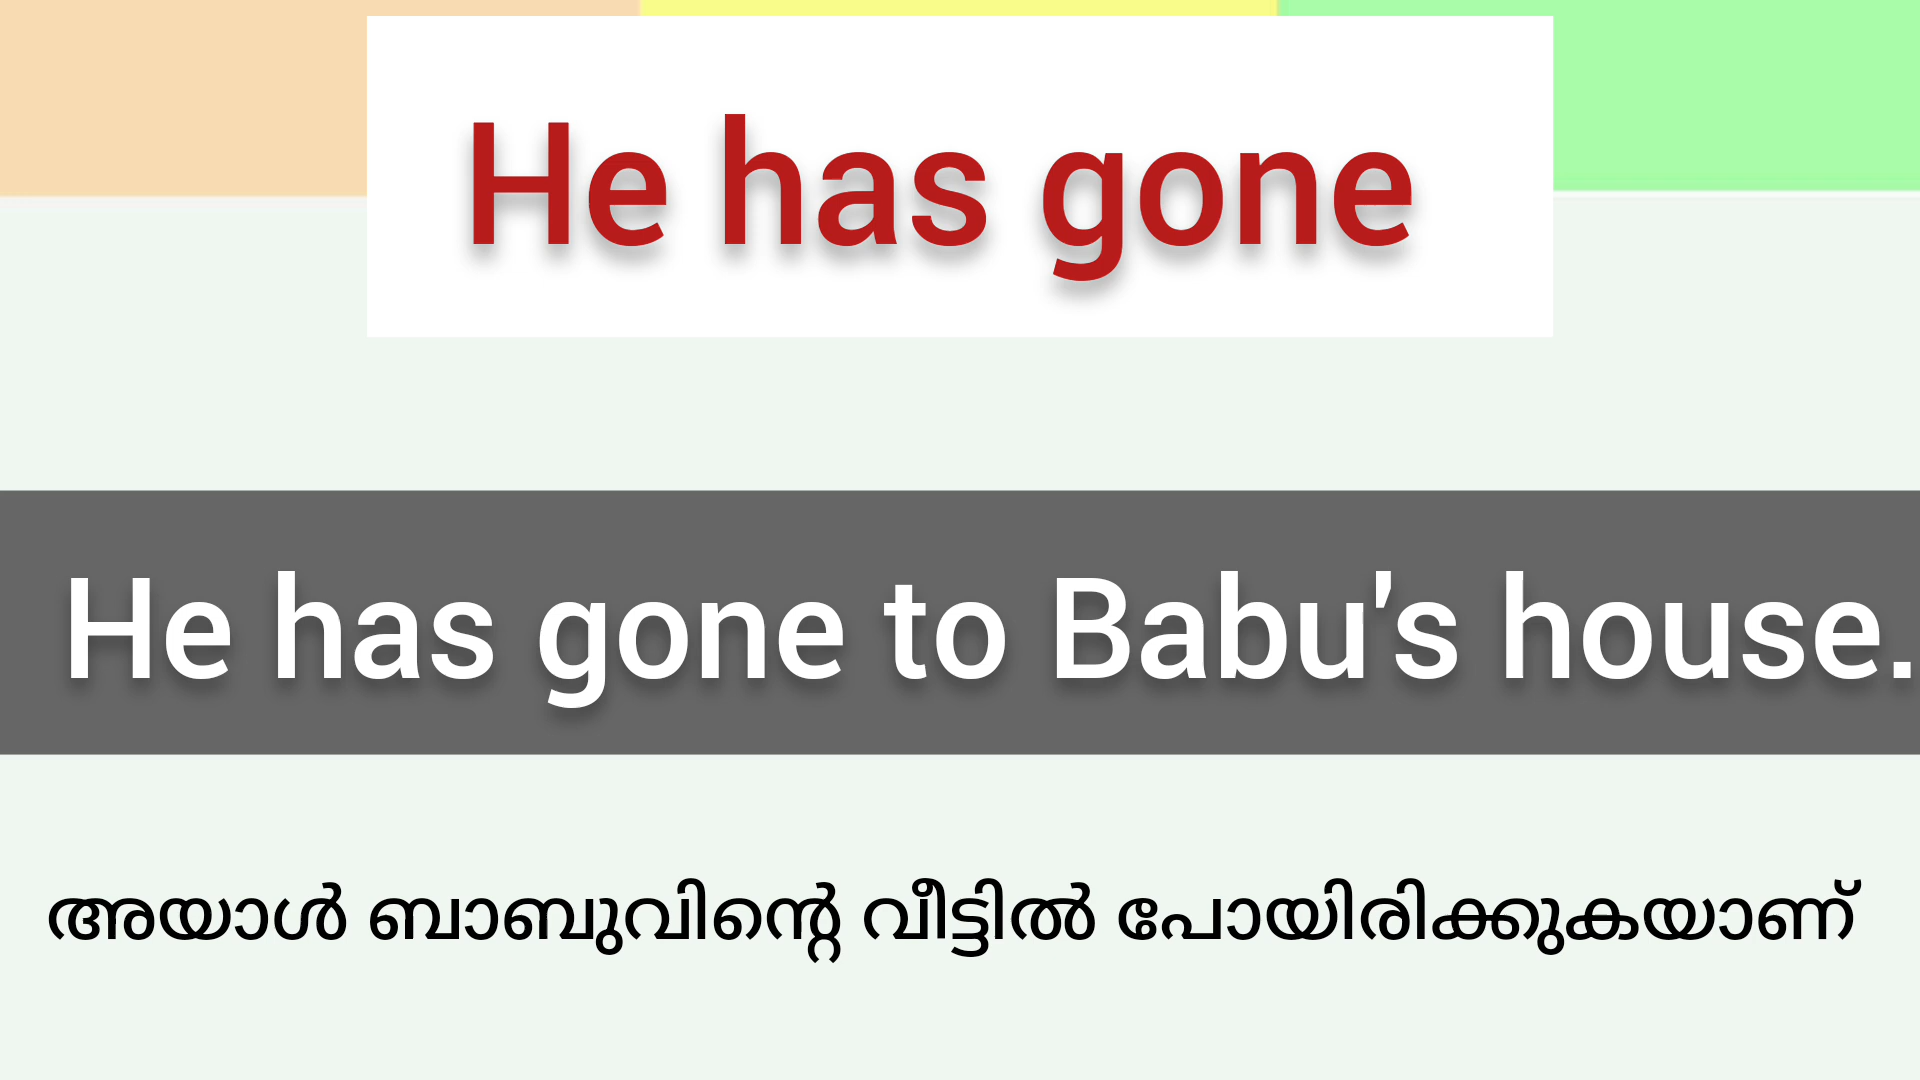 He has gone
He has gone to Babu's house.
അയാൾ ബാബുവിന്റെ വീട്ടിൽ പോയിരിക്കുകയാണ്